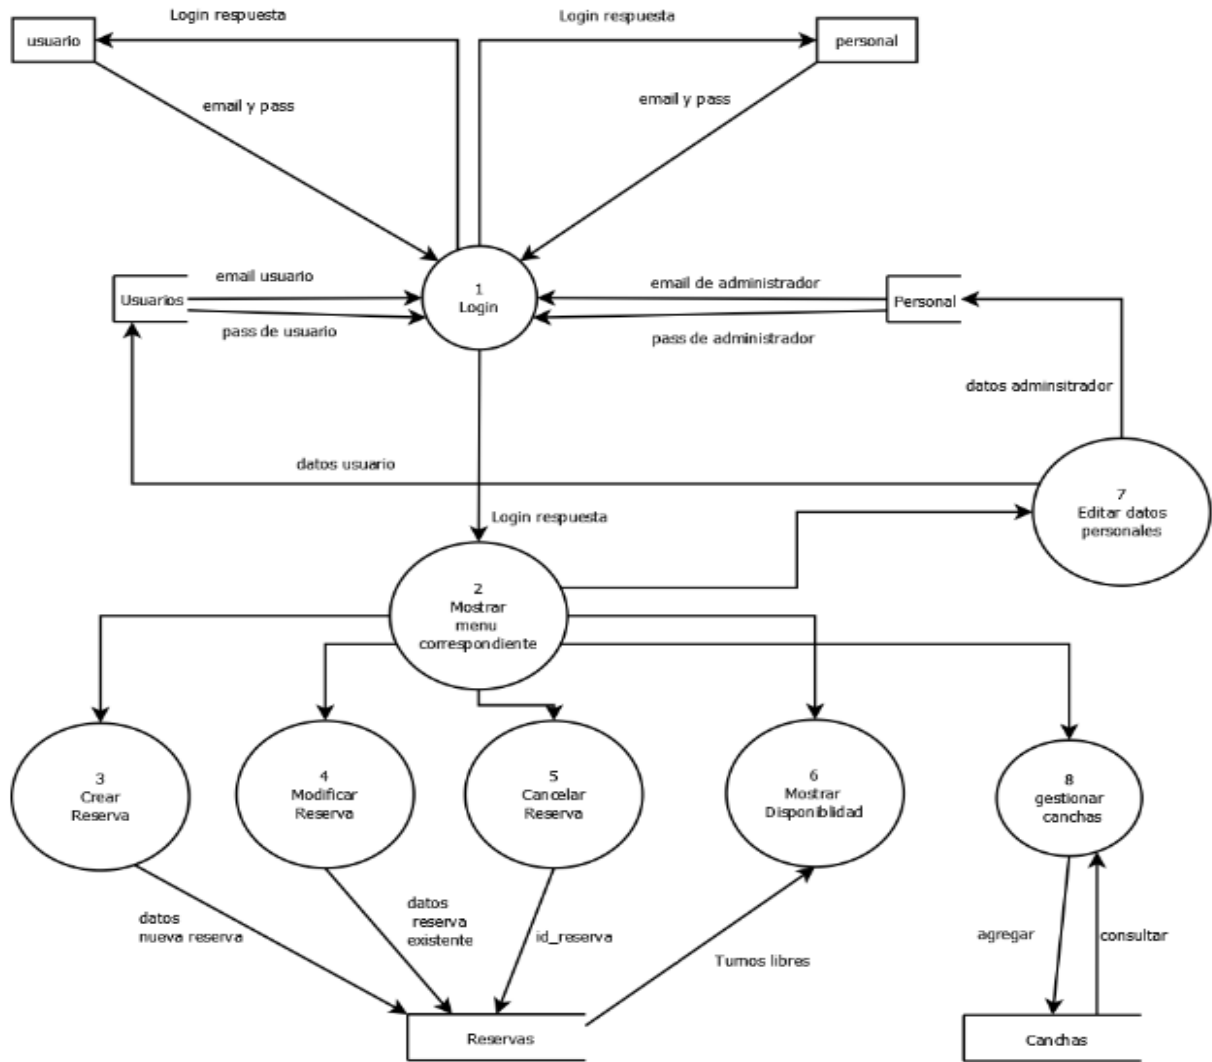 Login respuesta
Login respuesta
usuario
personal
email y pass
email y pass
email usuario
email de administrador
1
Login
Usuarios
Personal
pass de usuario
pass de administrador
datos adminsitrador
datos usuario
Login respuesta
7
Editar datos
personales
2
Mostrar
menu
correspondiente
3
Crear
Reserva
4
Modificar
Reserva
5
Cancelar
Reserva
6
Mostrar
Disponiblidad
8
gestionar
canchas
datos
nueva reserva
datos
reserva
existente
id_reserva
Turnos libres
agregar
consultar
Reservas
Canchas